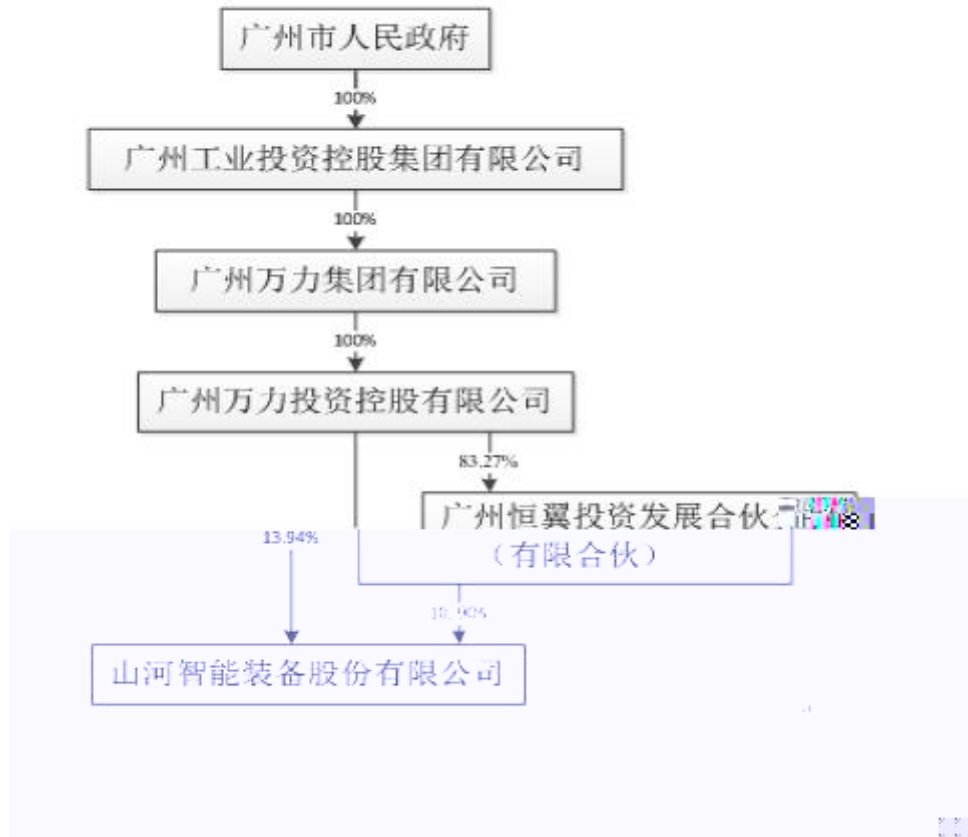 广州市人民政府
100%
广州工业投资控股集团有限公司
100%
广州万力集团有限公司
100%
广州万力投资控股有限公司
83.27%
广州恒翼投资发展合伙
13.94%
（有限合伙）
山河智能装备股份有限公司